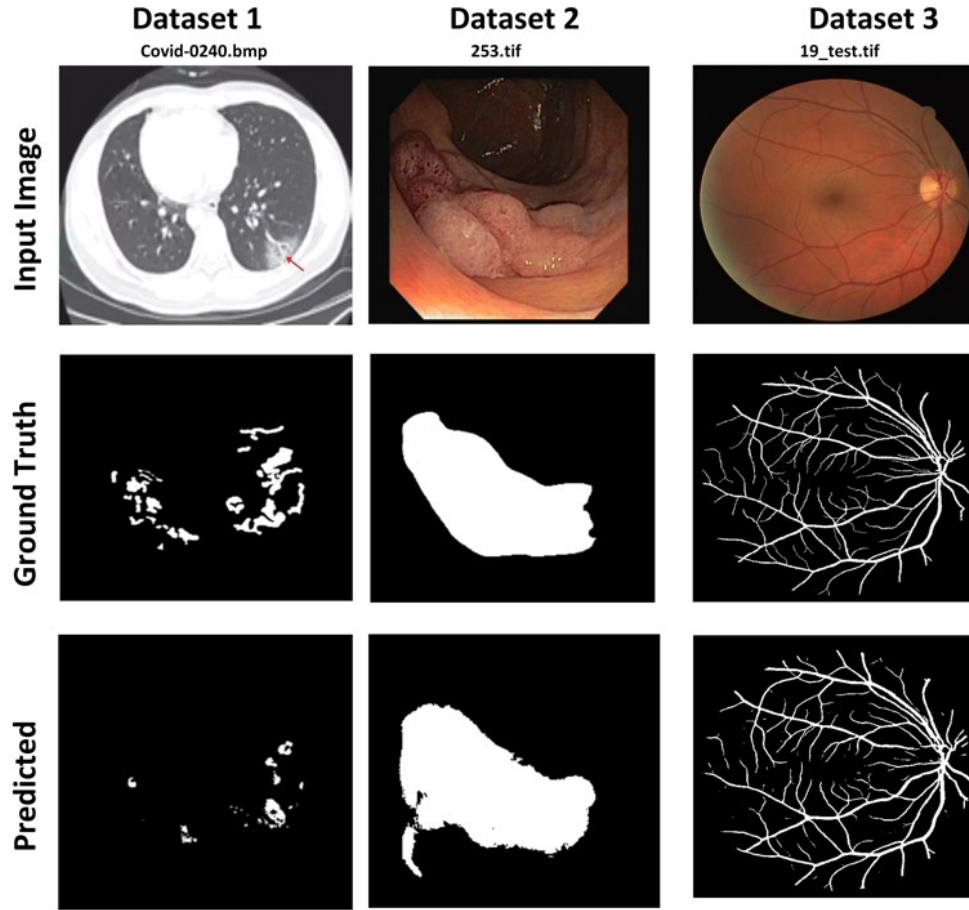 Dataset 1
Dataset 2
Dataset 3
Covid-0240.bmp
253.tif
19_test.tif
Input Image
Ground Truth
Predicted